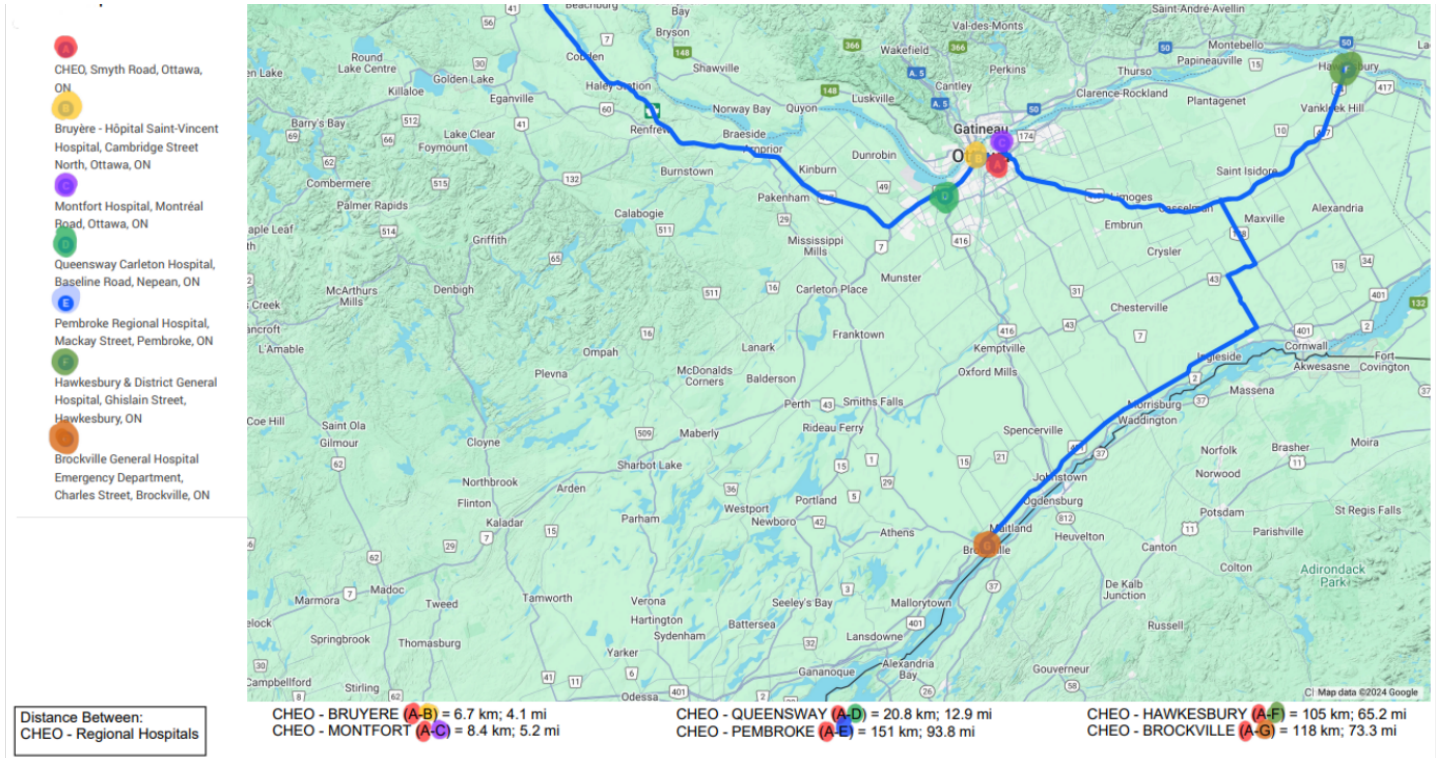 A
CHEO, Smyth Road, Ottawa,
ON
B
Bruyère - Hôpital Saint-Vincent
Hospital, Cambridge Street
North, Ottawa, ON
C
Montfort Hospital, Montréal
Road, Ottawa, ON
D
Queensway Carleton Hospital,
Baseline Road, Nepean, ON
E
Pembroke Regional Hospital,
Mackay Street, Pembroke, ON
F
Hawkesbury & District General
Hospital, Ghislain Street,
Hawkesbury, ON
Brockville General Hospital
Emergency Department,
Charles Street, Brockville, ON
Beachburg
Bay
Bryson
Saint-André-Avellin
Val-des-Monts
Montebello
Papineauville
Wakefield
Perkins
Thurso
Round
Lake Centre
Golden Lake
Shawville
Killaloe
Eganville
Haley Station
Norway Bay
Quyon
Luskville
Cantley
Clarence-Rockland
Plantagenet
Vankleek Hill
Barry's Bay
Lake Clear
Foymount
Renfrew
Braeside
Arnprior
Dunrobin
Gatineau
Combermere
Burnstown
Kinburn
Limoges
Saint Isidore
Casselman
Palmer Rapids
Calabogie
Pakenham
Embrun
Maxville
Alexandria
Griffith
Mississippi
Mills
Crysler
Munster
McArthurs
Mills
Denbigh
Carleton Place
Chesterville
L'Amable
Ompah
Lanark
Franktown
Kemptville
Ingleside
Cornwall
Akwesasne
Fort
Covington
Plevna
McDonalds
Corners
Balderson
Oxford Mills
Massena
Coe Hill
Saint Ola
Gilmour
Perth
Smiths Falls
Morrisburg
Waddington
Cloyne
Maberly
Rideau Ferry
Spencerville
Norfolk
Brasher
Moira
Sharbot Lake
Norwood
Northbrook
Arden
Johnstown
Ogdensburg
Flinton
Kaladar
Westport
Portland
Newboro
Potsdam
St Regis Falls
Parham
Athens
Maitland
Heuvelton
Parishville
Brockville
Canton
Colton
Adirondack
Park
Marmora
Madoc
Tweed
Tamworth
Verona
Hartington
Seeley's Bay
Mallorytown
De Kalb
Junction
Springbrook
Thomasburg
Sydenham
Battersea
Lansdowne
Russell
Yarker
Gananoque
Alexandria
Bay
Gouverneur
Campbellford
Stirling
Odessa
Map data ©2024 Google
Distance Between:
CHEO - Regional Hospitals
CHEO - BRUYERE (A-B) = 6.7 km; 4.1 mi
CHEO - MONTFORT (A-C) = 8.4 km; 5.2 mi
CHEO - QUEENSWAY (A-D) = 20.8 km; 12.9 mi
CHEO - PEMBROKE (A-E) = 151 km; 93.8 mi
CHEO - HAWKESBURY (A-F) = 105 km; 65.2 mi
CHEO - BROCKVILLE (A-G) = 118 km; 73.3 mi